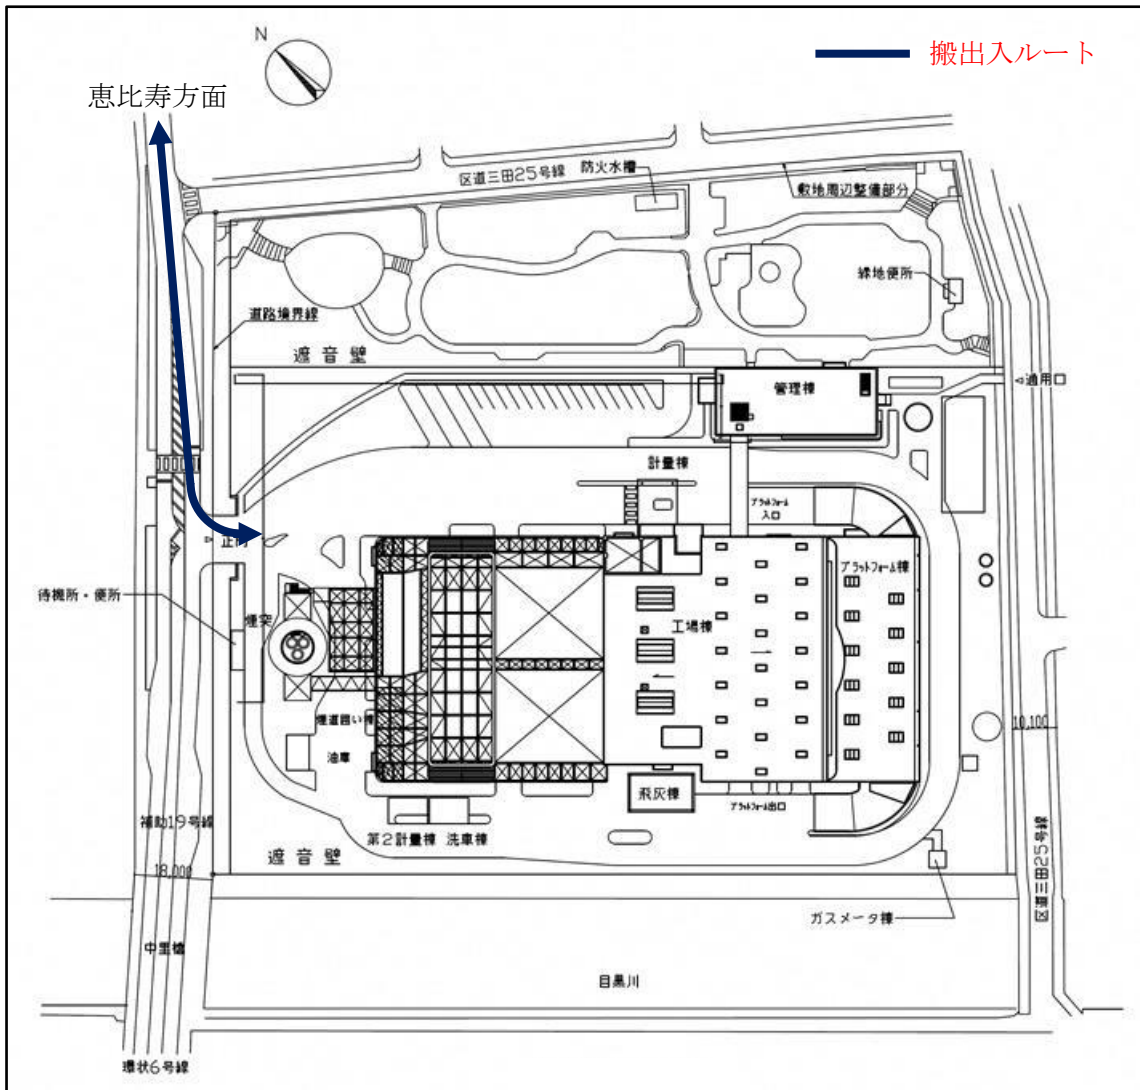 N
搬出入ルート
恵比寿方面
区道三田25号線
防火水槽
敷地周辺整備部分
緑地便所
道路境界線
遮音壁
管理棟
◁通用口
計量棟
プラットフォーム
入口
▷正門
プラットフォーム棟
待機所・便所
煙突
工場棟
煙道囲い棟
油庫
10,100
飛灰棟
プラットフォーム出口
補助19号線
第2計量棟
洗車棟
遮音壁
18,000
区道三田25号線
ガスメータ棟
中里橋
目黒川
環状6号線